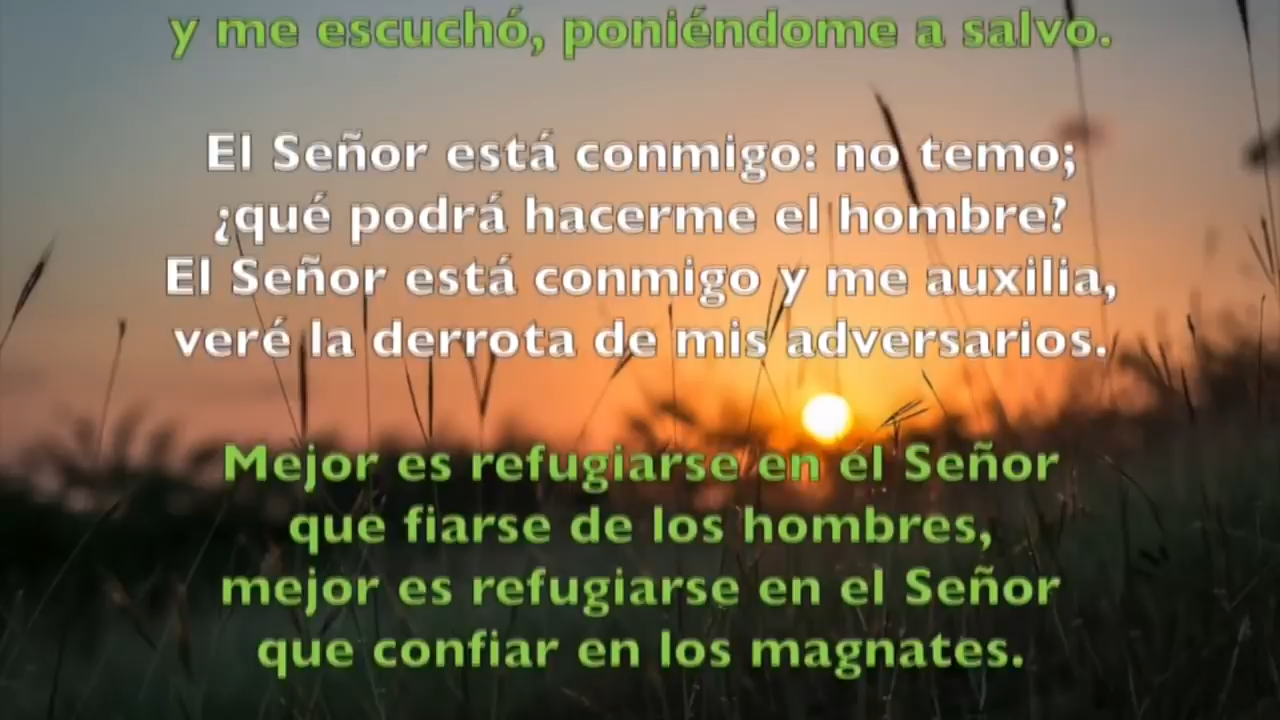 y me escuchó, poniéndome a salvo.
El Señor está conmigo: no temo;
¿qué podrá hacerme el hombre?
El Señor está conmigo y me auxilia,
veré la derrota de mis adversarios.
Mejor es refugiarse en el Señor
que fiarse de los hombres,
mejor es refugiarse en el Señor
que confiar en los magnates.